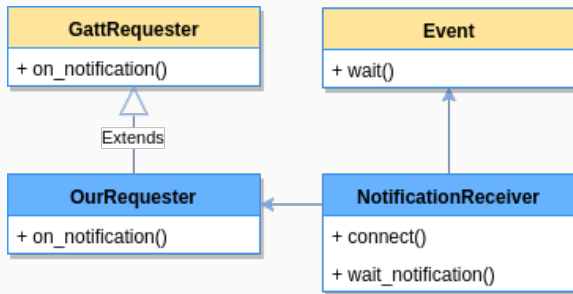 GattRequester
+ on_notification()
Event
+ wait()
Extends
OurRequester
+ on_notification()
NotificationReceiver
+ connect()
+ wait_notification()